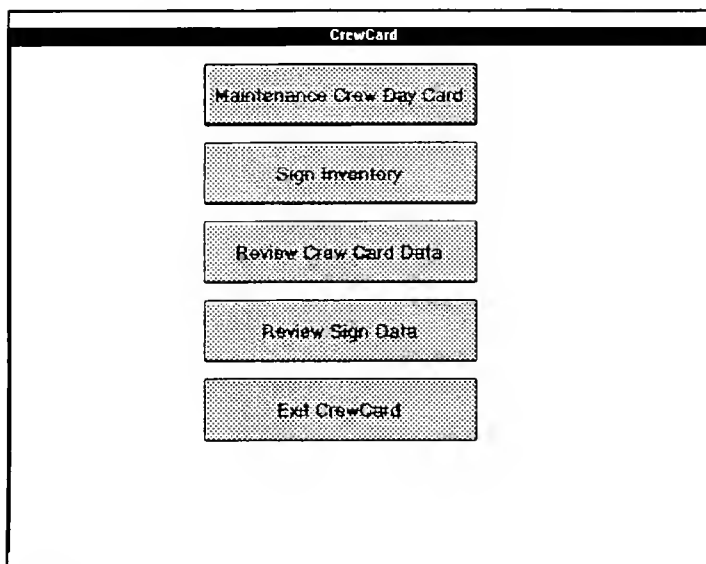 CrewCard
Maintenance Crew Day Card
Sign Inventory
Review Crew Card Data
Review Sign Data
Exit CrewCard